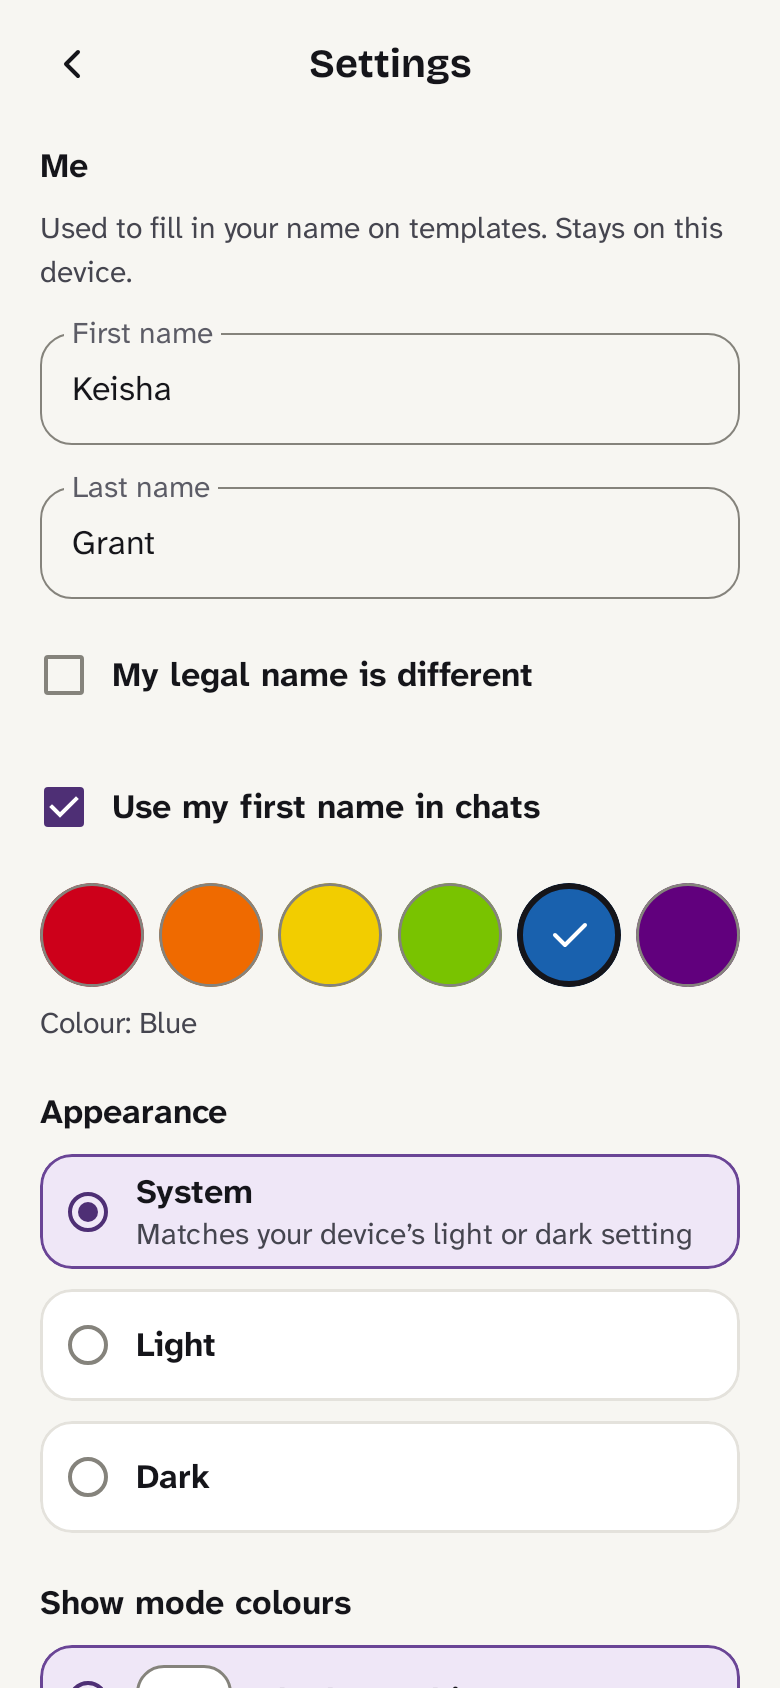 Settings
Me
Used to fill in your name on templates. Stays on this
device.
First name
Keisha
Last name
Grant
My legal name is different
Use my first name in chats
Colour: Blue
Appearance
System
Matches your device’s light or dark setting
Light
Dark
Show mode colours